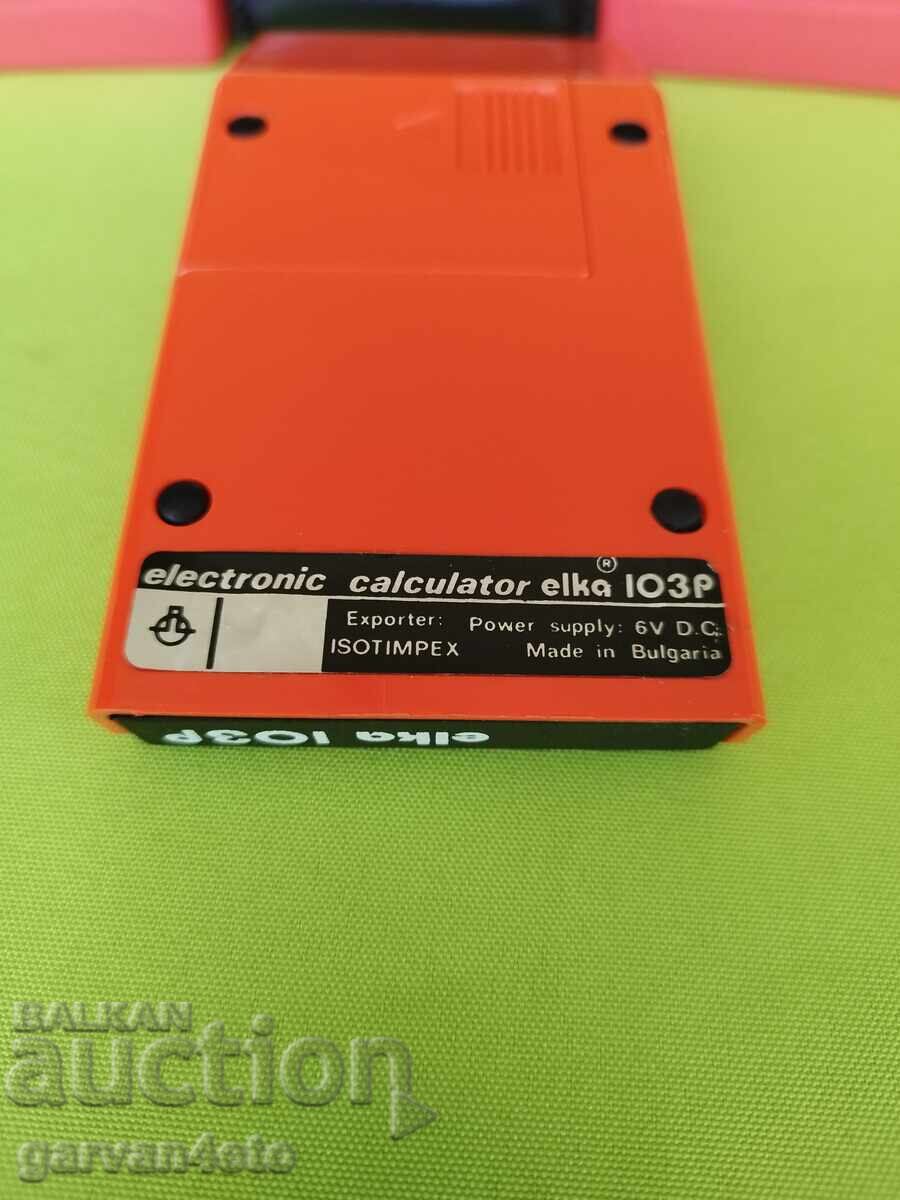 electronic calculator elka® 103P
Exporter: Power supply: 6V D.C.
ISOTIMPEX Made in Bulgaria
elka 103P
BALKAN
auction
garvan4eto